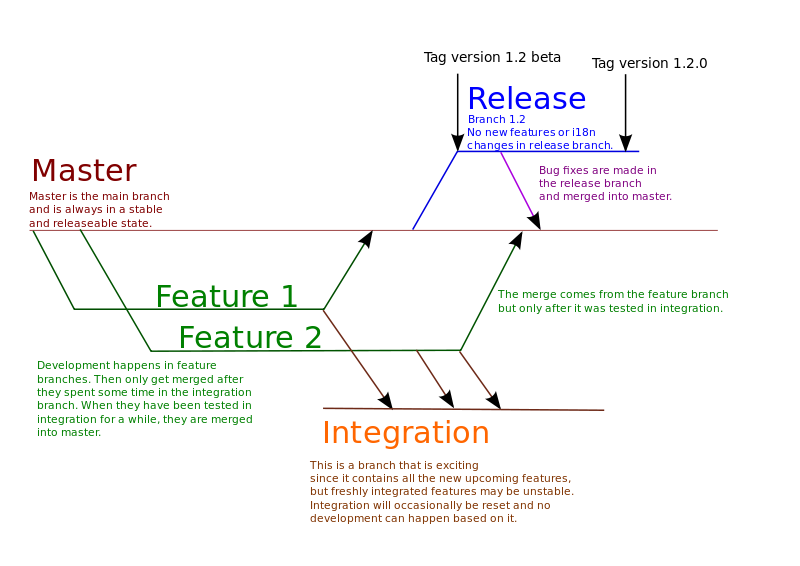 Tag version 1.2 beta
Tag version 1.2.0
Release
Branch 1.2
No new features or i18n
changes in release branch.
Master
Master is the main branch
and is always in a stable
and releaseable state.
Bug fixes are made in
the release branch
and merged into master.
Feature 1
The merge comes from the feature branch
but only after it was tested in integration.
Feature 2
Development happens in feature
branches. Then only get merged after
they spent some time in the integration
branch. When they have been tested in
integration for a while, they are merged
into master.
Integration
This is a branch that is exciting
since it contains all the new upcoming features,
but freshly integrated features may be unstable.
Integration will occasionally be reset and no
development can happen based on it.